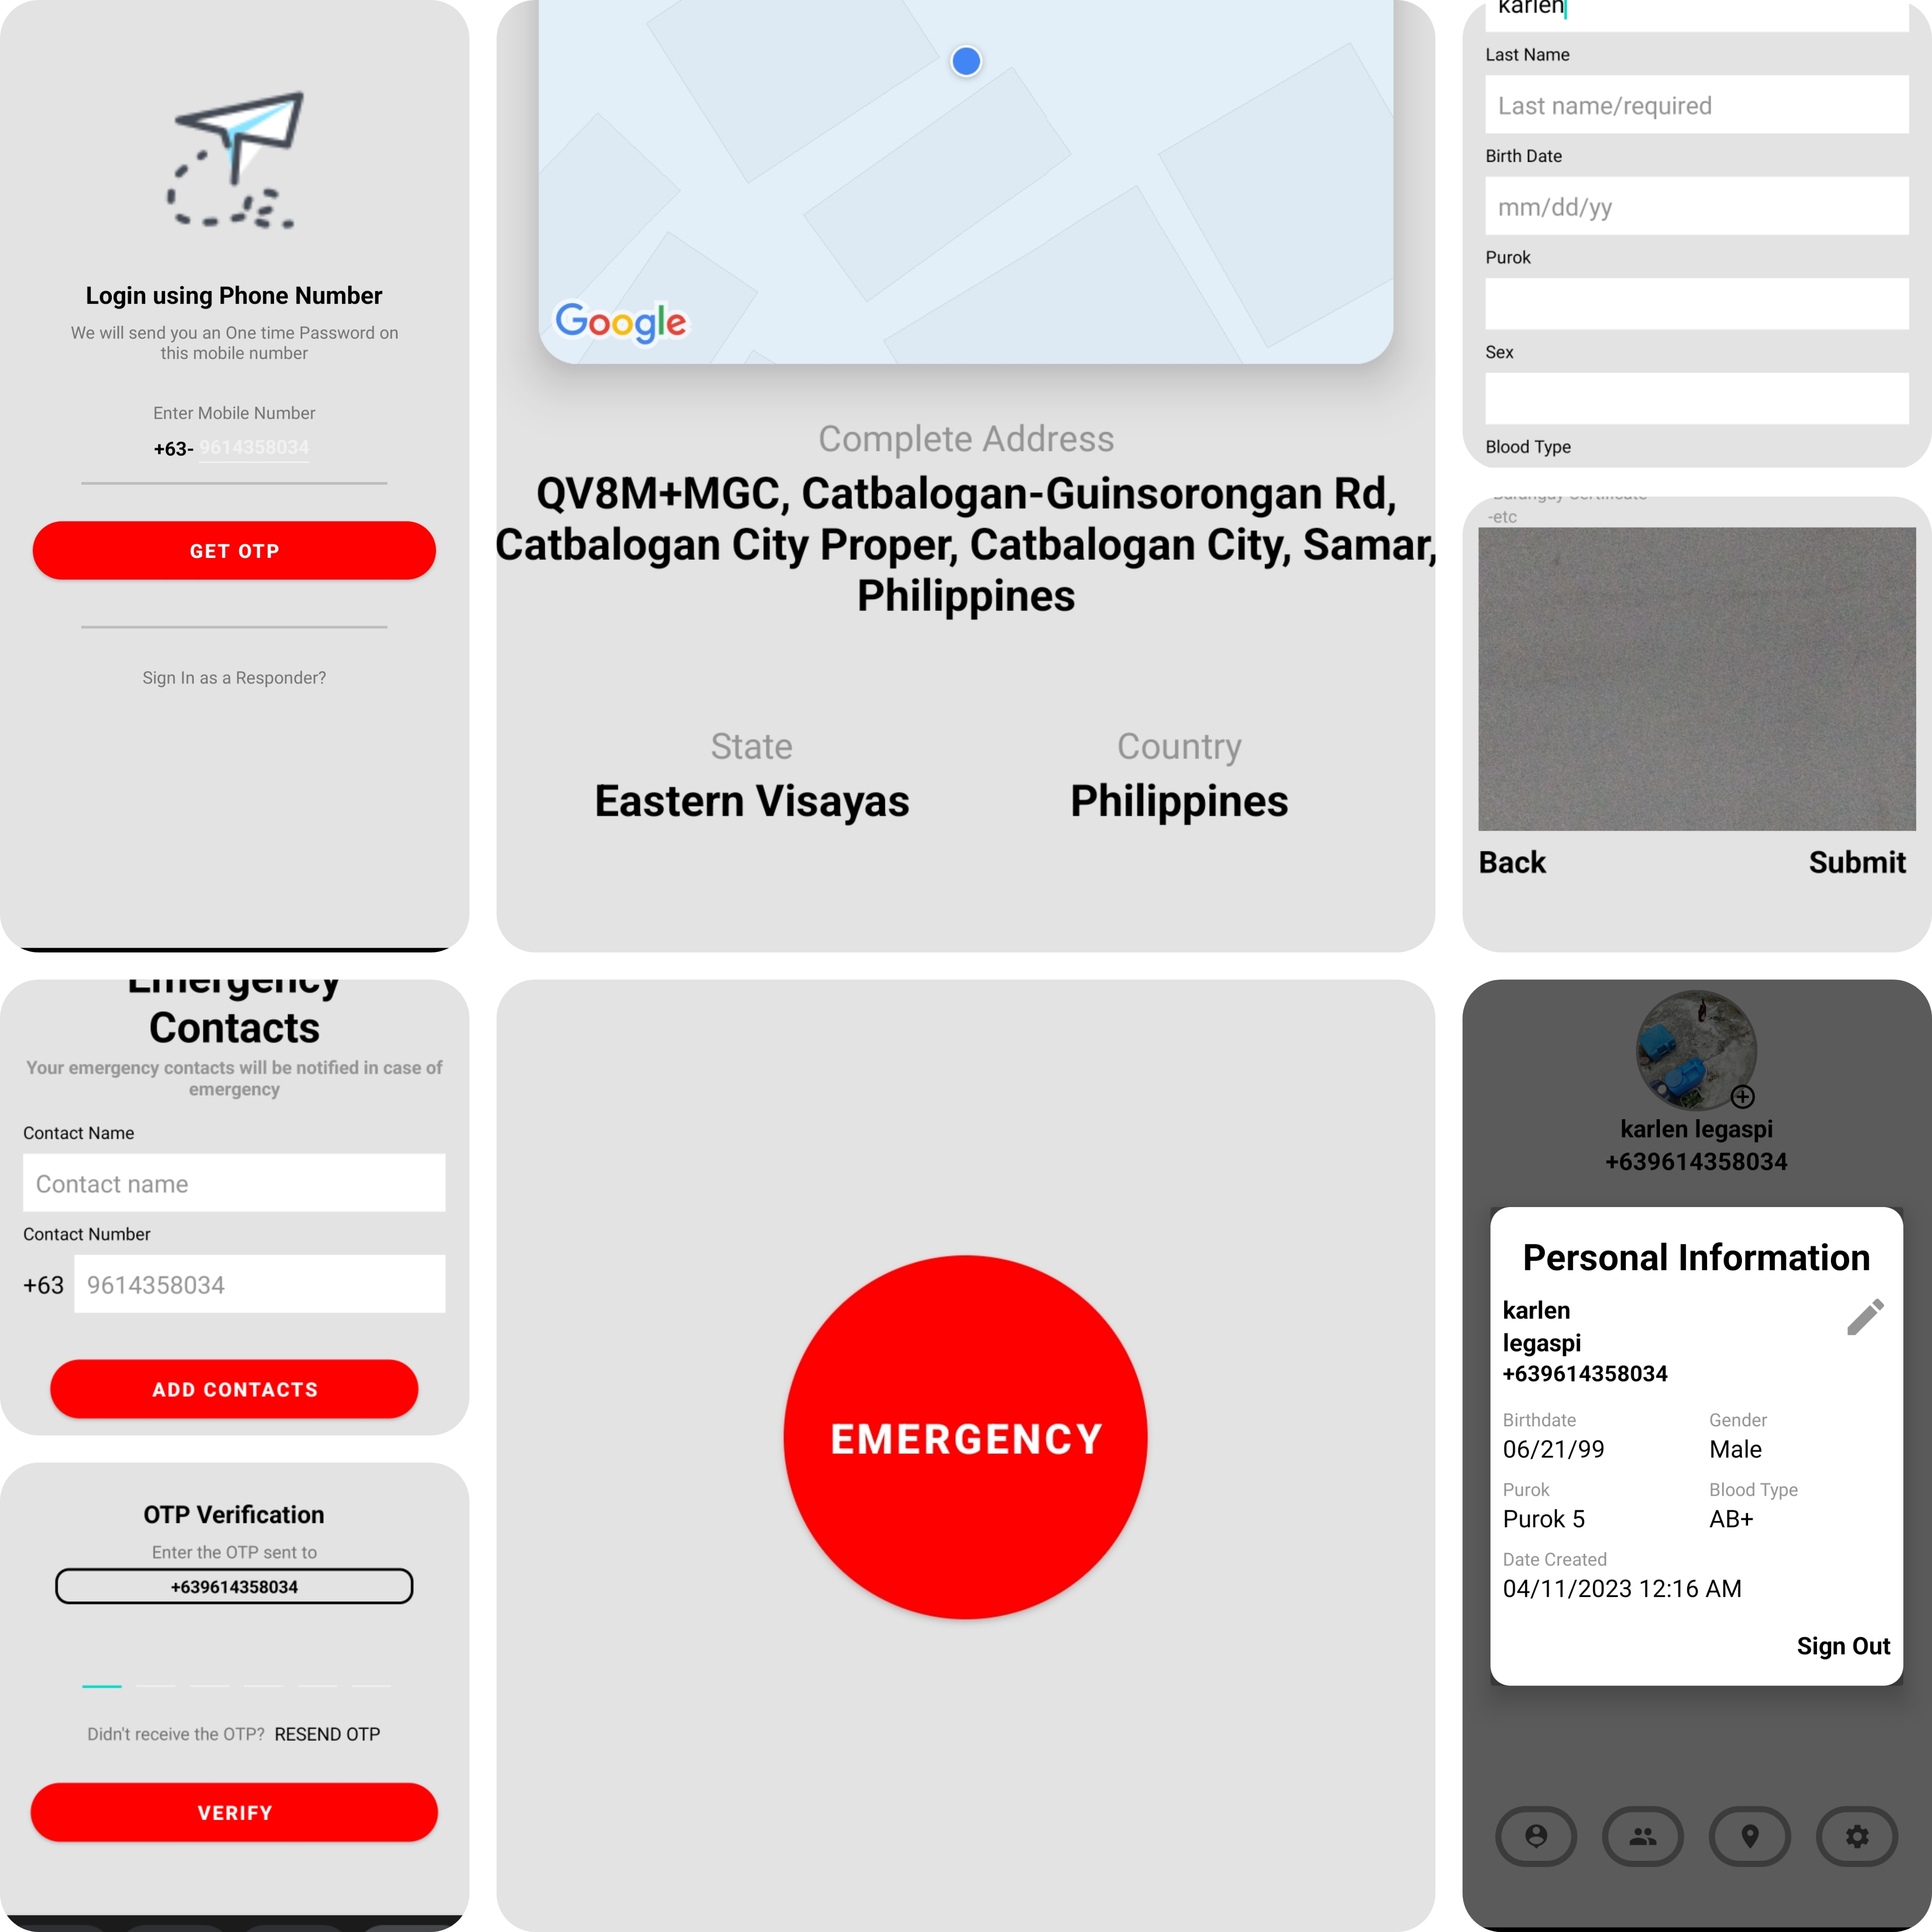 Login using Phone Number
We will send you an One time Password on
this mobile number
Enter Mobile Number
+63- 9614358034
GET OTP
Sign In as a Responder?
Google
Complete Address
QV8M+MGC, Catbalogan-Guinsorongan Rd,
Catbalogan City Proper, Catbalogan City, Samar,
Philippines
State
Eastern Visayas
Country
Philippines
karlen
Last Name
Last name/required
Birth Date
mm/dd/yy
Purok
Sex
Blood Type
-Barangay Certificate
-etc
Back
Submit
Emergency
Contacts
Your emergency contacts will be notified in case of
emergency
Contact Name
Contact name
Contact Number
+63 9614358034
ADD CONTACTS
OTP Verification
Enter the OTP sent to
+639614358034
Didn't receive the OTP? RESEND OTP
VERIFY
EMERGENCY
karlen legaspi
+639614358034
Personal Information
karlen
legaspi
+639614358034
Birthdate
Gender
06/21/99
Male
Purok
Blood Type
Purok 5
AB+
Date Created
04/11/2023 12:16 AM
Sign Out